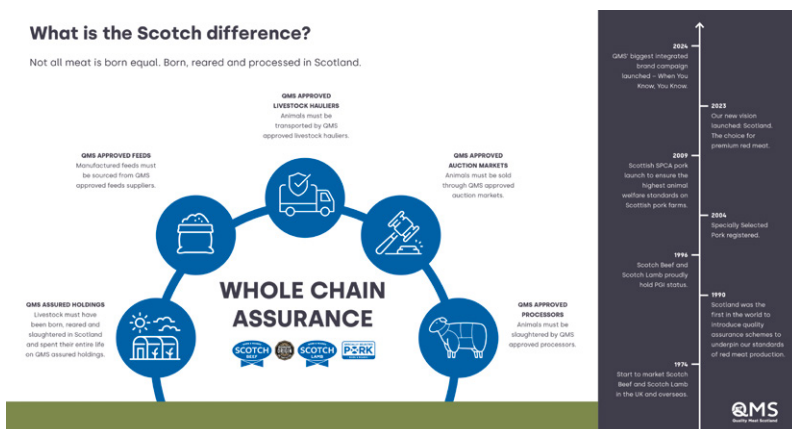 What is the Scotch difference?
Not all meat is born equal. Born, reared and processed in Scotland.
QMS APPROVED
LIVESTOCK HAULIERS
Animals must be
transported by QMS
approved livestock hauliers.
QMS APPROVED FEEDS
Manufactured feeds must
be sourced from QMS
approved feeds suppliers.
QMS APPROVED
AUCTION MARKETS
Animals must be sold
through QMS approved
auction markets.
QMS ASSURED HOLDINGS
Livestock must have
been born, reared and
slaughtered in Scotland
and spent their entire life
on QMS assured holdings.
WHOLE CHAIN
ASSURANCE
SCOTCH
BEEF
SCOTCH
LAMB
SPECIALLY SELECTED
PORK
QMS APPROVED
PROCESSORS
Animals must be
slaughtered by QMS
approved processors.
2024
QMS' biggest integrated
brand campaign
launched – When You
Know, You Know.
2023
Our new vision
launched: Scotland.
The choice for
premium red meat.
2009
Scottish SPCA pork
launch to ensure the
highest animal
welfare standards on
Scottish pork farms.
2004
Specially Selected
Pork registered.
1996
Scotch Beef and
Scotch Lamb proudly
hold PGI status.
1990
Scotland was the
first in the world to
introduce quality
assurance schemes to
underpin our standards
of red meat production.
1974
Start to market Scotch
Beef and Scotch Lamb
in the UK and overseas.
QMS
Quality Meat Scotland